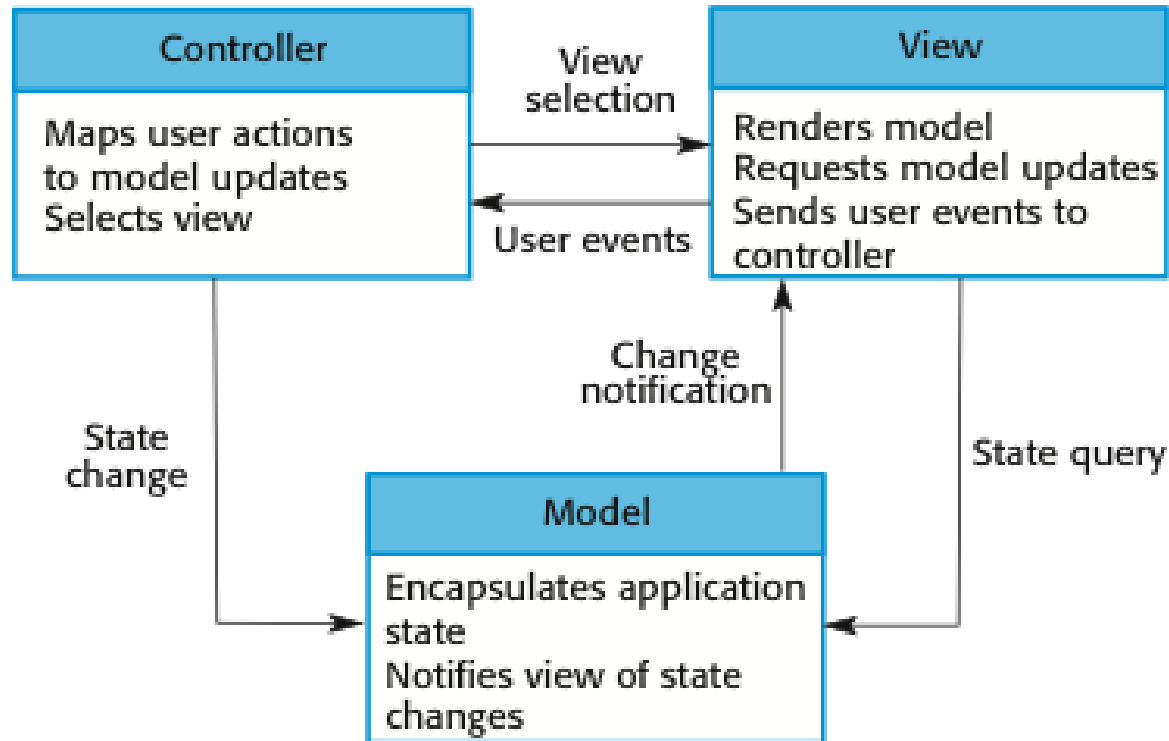 Controller
Maps user actions
to model updates
Selects view
View
selection
User events
View
Renders model
Requests model updates
Sends user events to
controller
State
change
Change
notification
State query
Model
Encapsulates application
state
Notifies view of state
changes